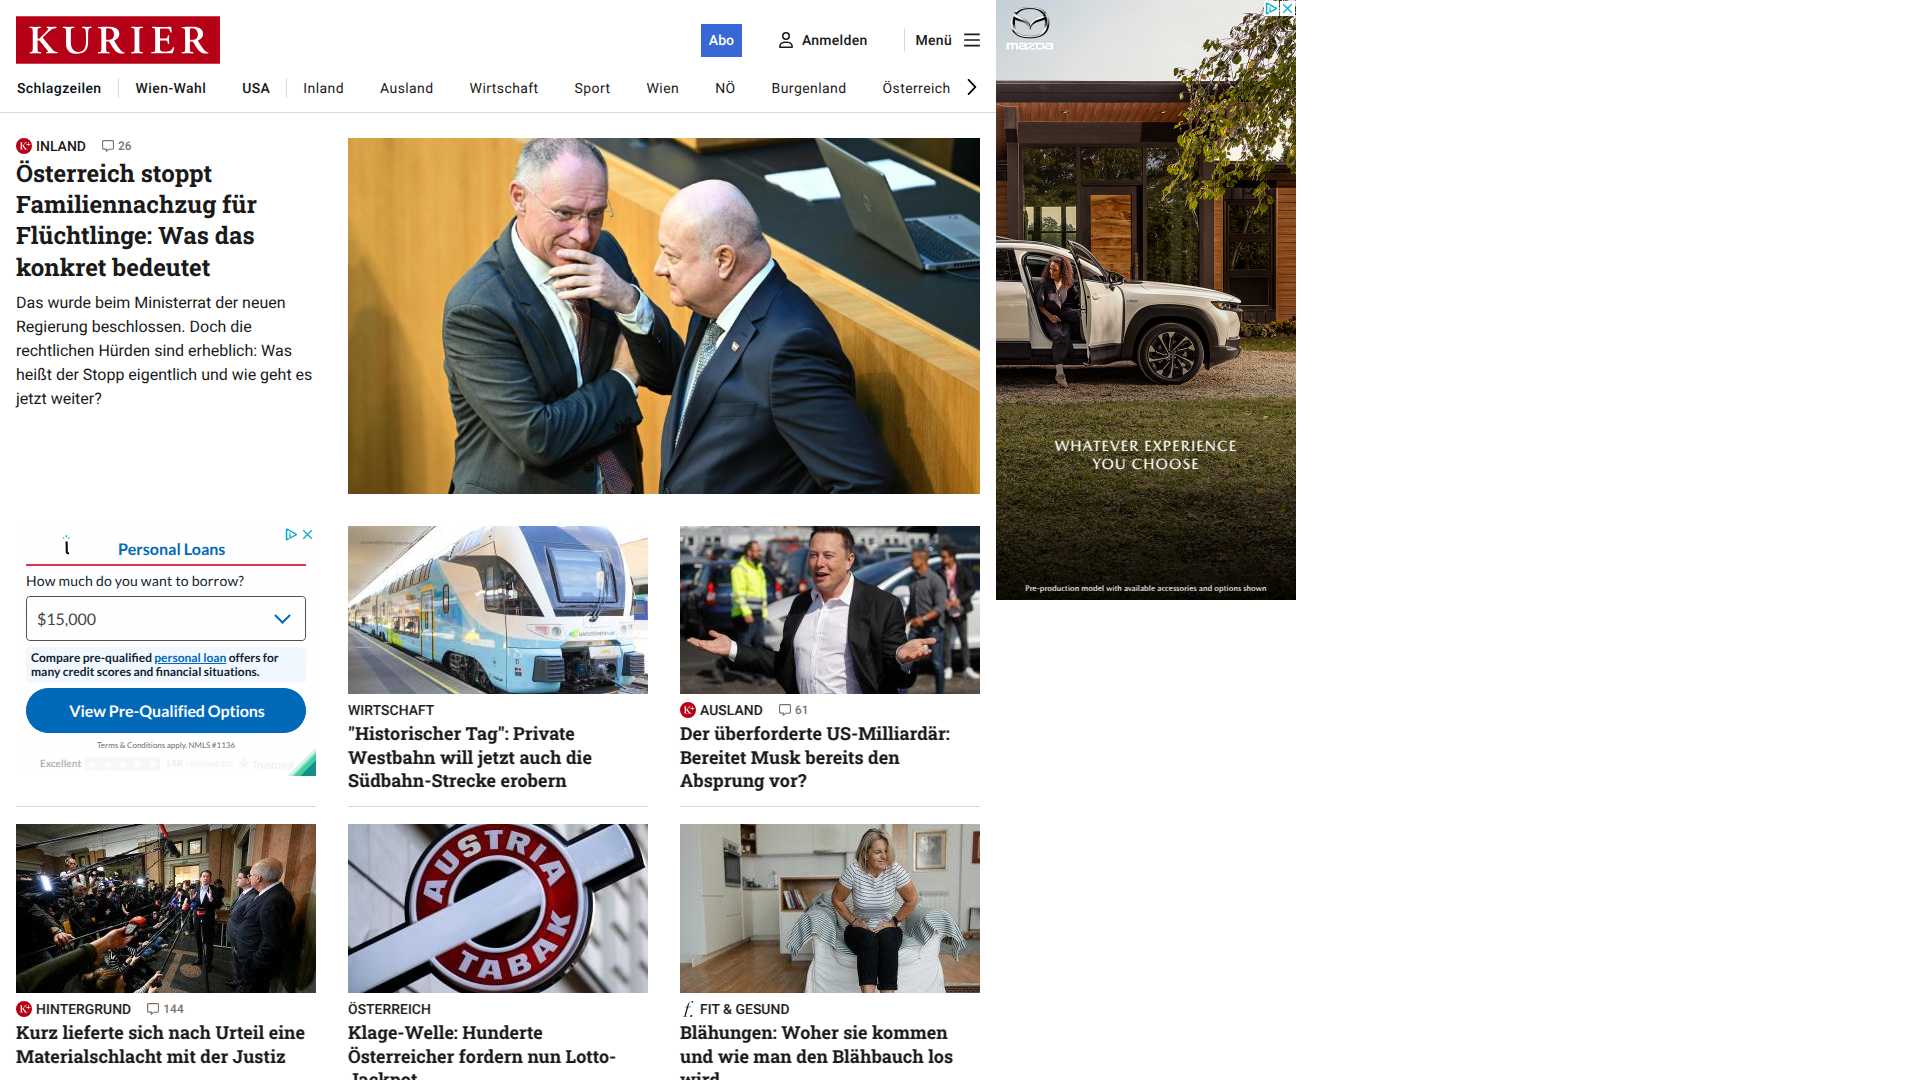 KURIER
Abo
Anmelden
Menü
Schlagzeilen
Wien-Wahl
USA
Inland
Ausland
Wirtschaft
Sport
Wien
NÖ
Burgenland
Österreich
INLAND 26
Österreich stoppt
Familiennachzug für
Flüchtlinge: Was das
konkret bedeutet
Das wurde beim Ministerrat der neuen
Regierung beschlossen. Doch die
rechtlichen Hürden sind erheblich: Was
heißt der Stopp eigentlich und wie geht es
jetzt weiter?
mazda
WHATEVER EXPERIENCE
YOU CHOOSE
Pre-production model with available accessories and options shown
Personal Loans
How much do you want to borrow?
$15,000
Compare pre-qualified personal loan offers for
many credit scores and financial situations.
View Pre-Qualified Options
Terms & Conditions apply. NMLS #1136
Excellent
WIRTSCHAFT
"Historischer Tag": Private
Westbahn will jetzt auch die
Südbahn-Strecke erobern
AUSLAND 61
Der überforderte US-Milliardär:
Bereitet Musk bereits den
Absprung vor?
HINTERGRUND 144
Kurz lieferte sich nach Urteil eine
Materialschlacht mit der Justiz
AUSTRIA
TABAK
ÖSTERREICH
Klage-Welle: Hunderte
Österreicher fordern nun Lotto-
Jackpot
FIT & GESUND
Blähungen: Woher sie kommen
und wie man den Blähbauch los
wird